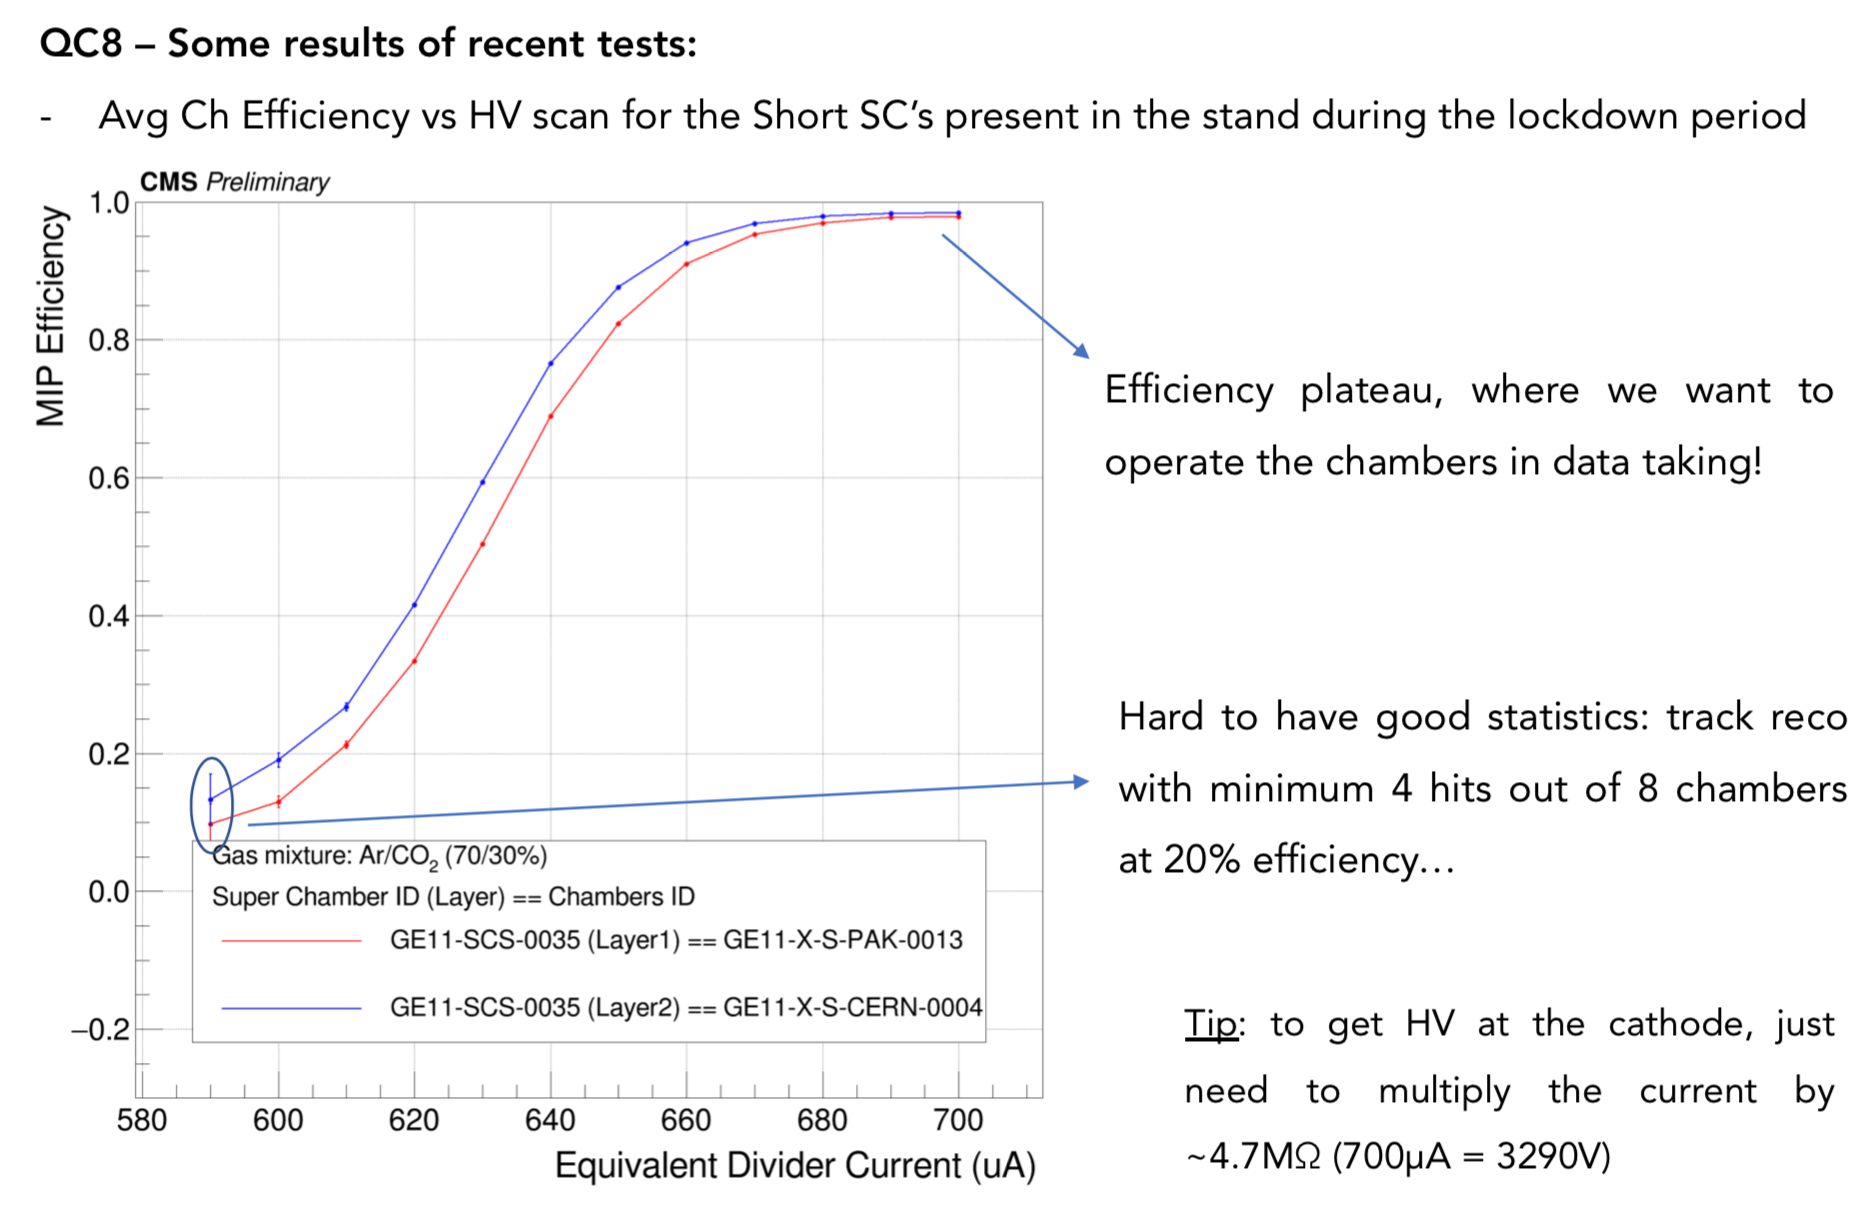 QC8 – Some results of recent tests:
- Avg Ch Efficiency vs HV scan for the Short SC’s present in the stand during the lockdown period
CMS Preliminary
MIP Efficiency
1.0
0.8
0.6
0.4
0.2
0.0
−0.2
Gas mixture: Ar/CO2 (70/30%)
Super Chamber ID (Layer) == Chambers ID
GE11-SCS-0035 (Layer1) == GE11-X-S-PAK-0013
GE11-SCS-0035 (Layer2) == GE11-X-S-CERN-0004
580 600 620 640 660 680 700
Equivalent Divider Current (uA)
Efficiency plateau, where we want to
operate the chambers in data taking!
Hard to have good statistics: track reco
with minimum 4 hits out of 8 chambers
at 20% efficiency…
Tip: to get HV at the cathode, just
need to multiply the current by
~4.7MΩ (700µA = 3290V)